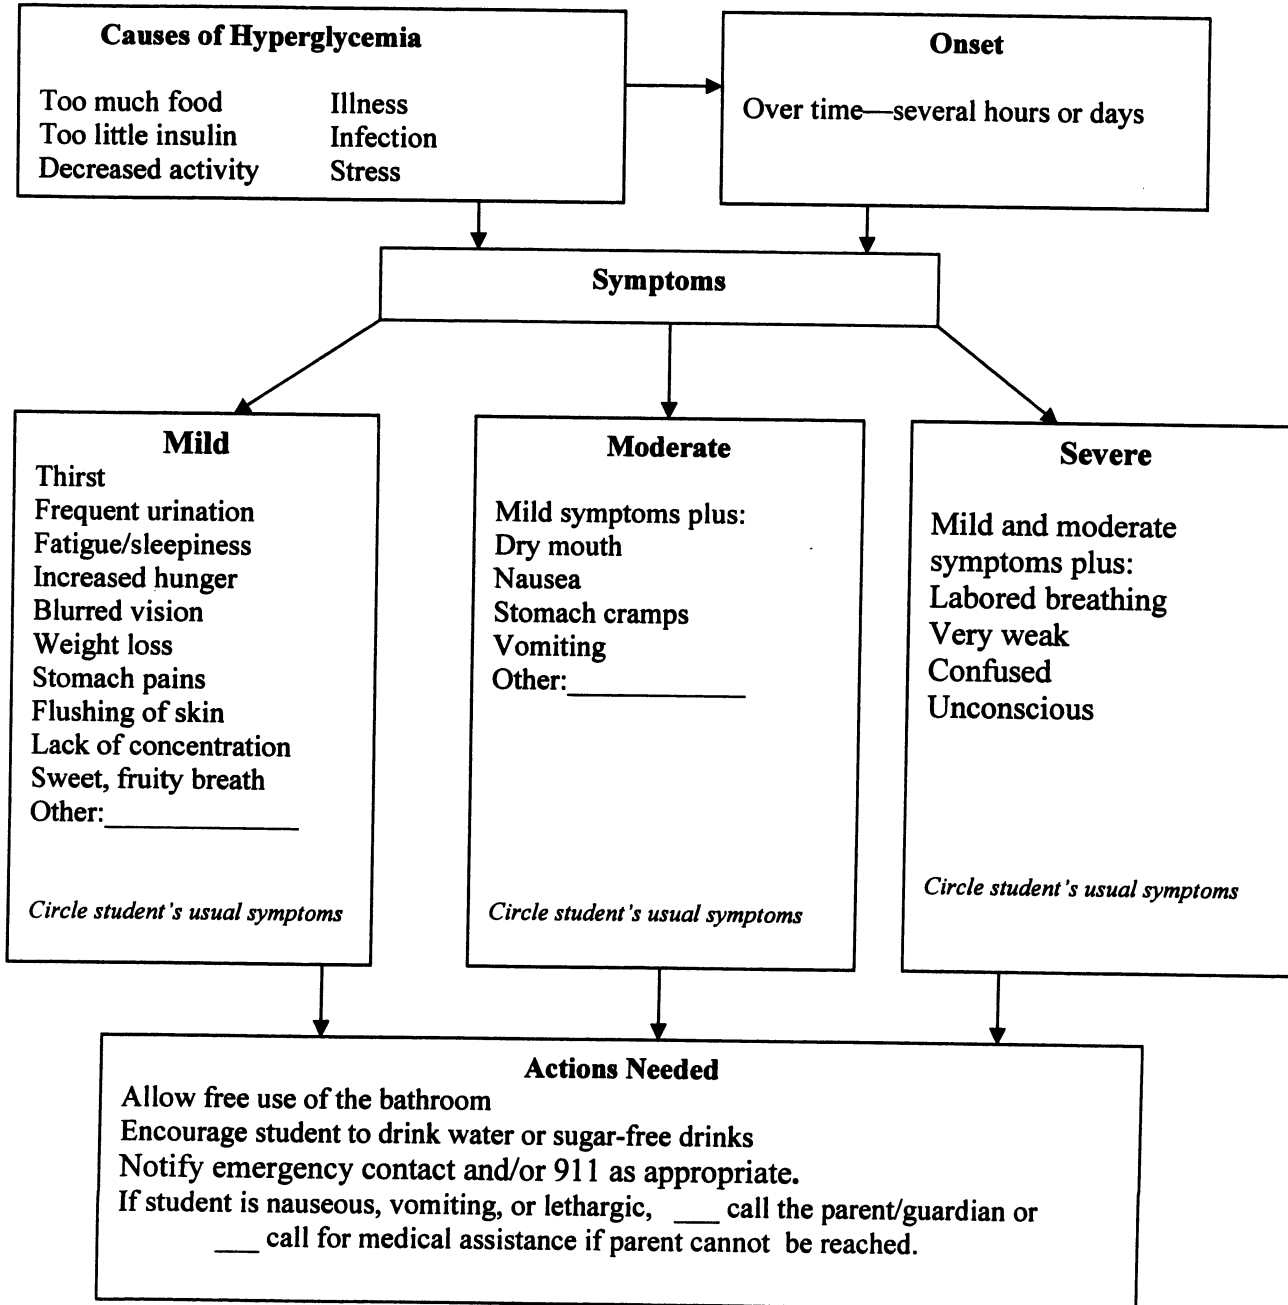 Causes of Hyperglycemia
Too much food Illness
Too little insulin Infection
Decreased activity Stress
Onset
Over time—several hours or days
Symptoms
Mild
Thirst
Frequent urination
Fatigue/sleepiness
Increased hunger
Blurred vision
Weight loss
Stomach pains
Flushing of skin
Lack of concentration
Sweet, fruity breath
Other:______________
Circle student's usual symptoms
Moderate
Mild symptoms plus:
Dry mouth
Nausea
Stomach cramps
Vomiting
Other:_____________
Circle student's usual symptoms
Severe
Mild and moderate
symptoms plus:
Labored breathing
Very weak
Confused
Unconscious
Circle student's usual symptoms
Actions Needed
Allow free use of the bathroom
Encourage student to drink water or sugar-free drinks
Notify emergency contact and/or 911 as appropriate.
If student is nauseous, vomiting, or lethargic, ___ call the parent/guardian or
___ call for medical assistance if parent cannot be reached.